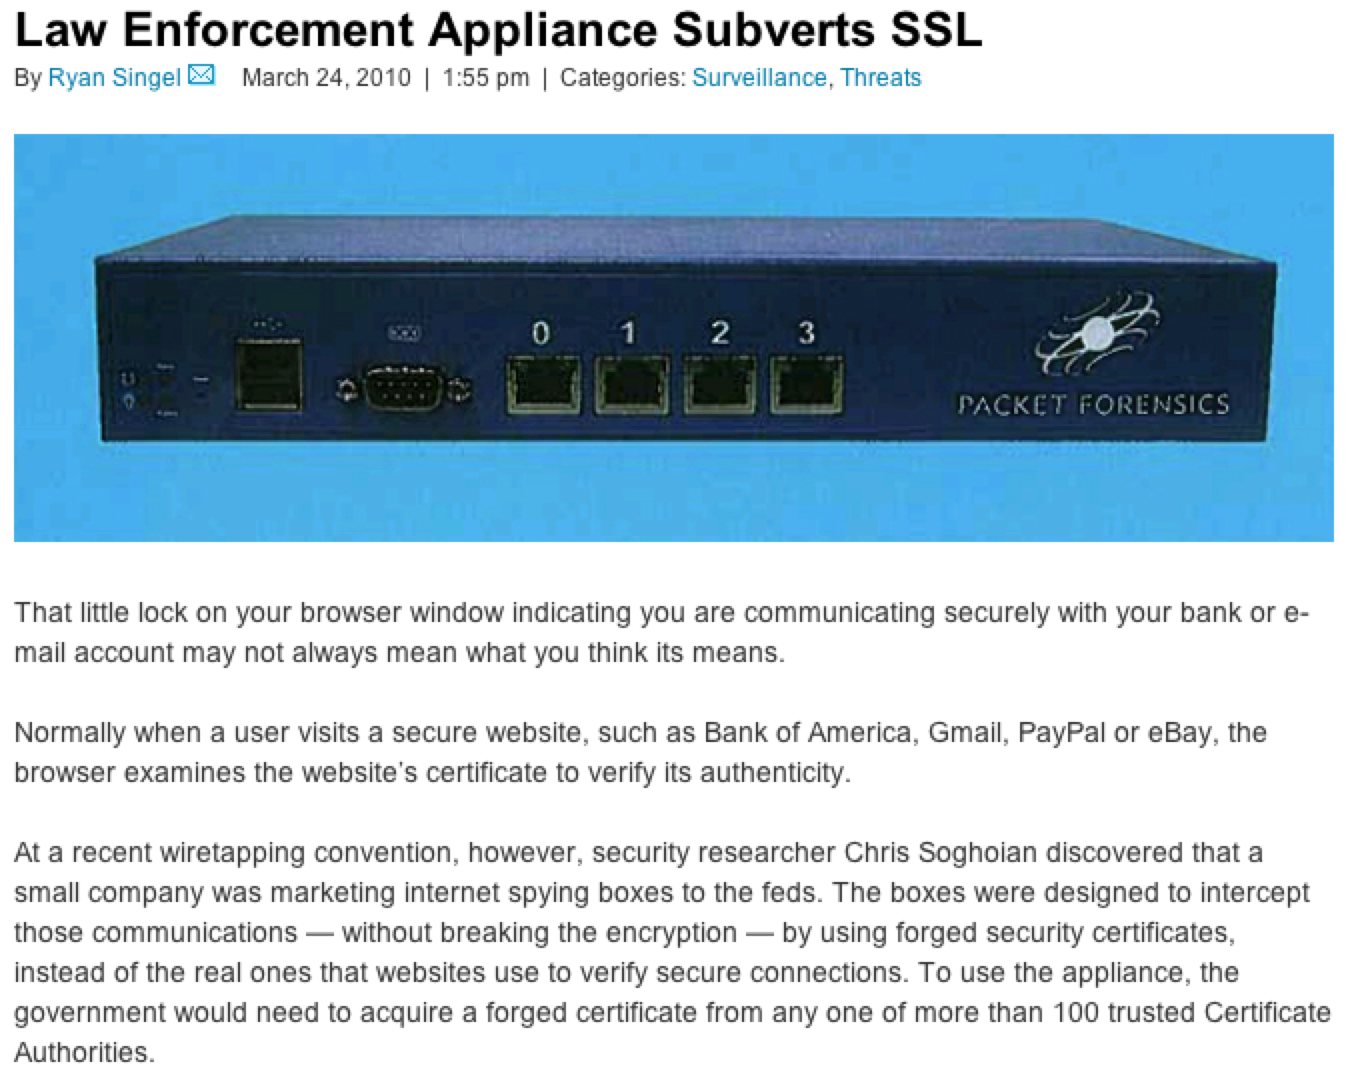 Law Enforcement Appliance Subverts SSL
By Ryan Singel March 24, 2010 | 1:55 pm | Categories: Surveillance, Threats
0 1 2 3
PACKET FORENSICS
That little lock on your browser window indicating you are communicating securely with your bank or e-
mail account may not always mean what you think its means.
Normally when a user visits a secure website, such as Bank of America, Gmail, PayPal or eBay, the
browser examines the website’s certificate to verify its authenticity.
At a recent wiretapping convention, however, security researcher Chris Soghoian discovered that a
small company was marketing internet spying boxes to the feds. The boxes were designed to intercept
those communications — without breaking the encryption — by using forged security certificates,
instead of the real ones that websites use to verify secure connections. To use the appliance, the
government would need to acquire a forged certificate from any one of more than 100 trusted Certificate
Authorities.